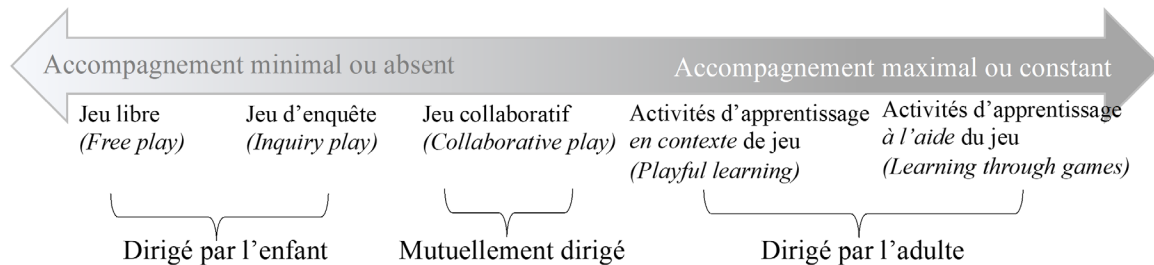 Accompagnement minimal ou absent
Accompagnement maximal ou constant
Jeu libre
(Free play)
Jeu d’enquête
(Inquiry play)
Jeu collaboratif
(Collaborative play)
Activités d’apprentissage
en contexte de jeu
(Playful learning)
Activités d’apprentissage
à l’aide du jeu
(Learning through games)
Dirigé par l’enfant
Mutuellement dirigé
Dirigé par l’adulte